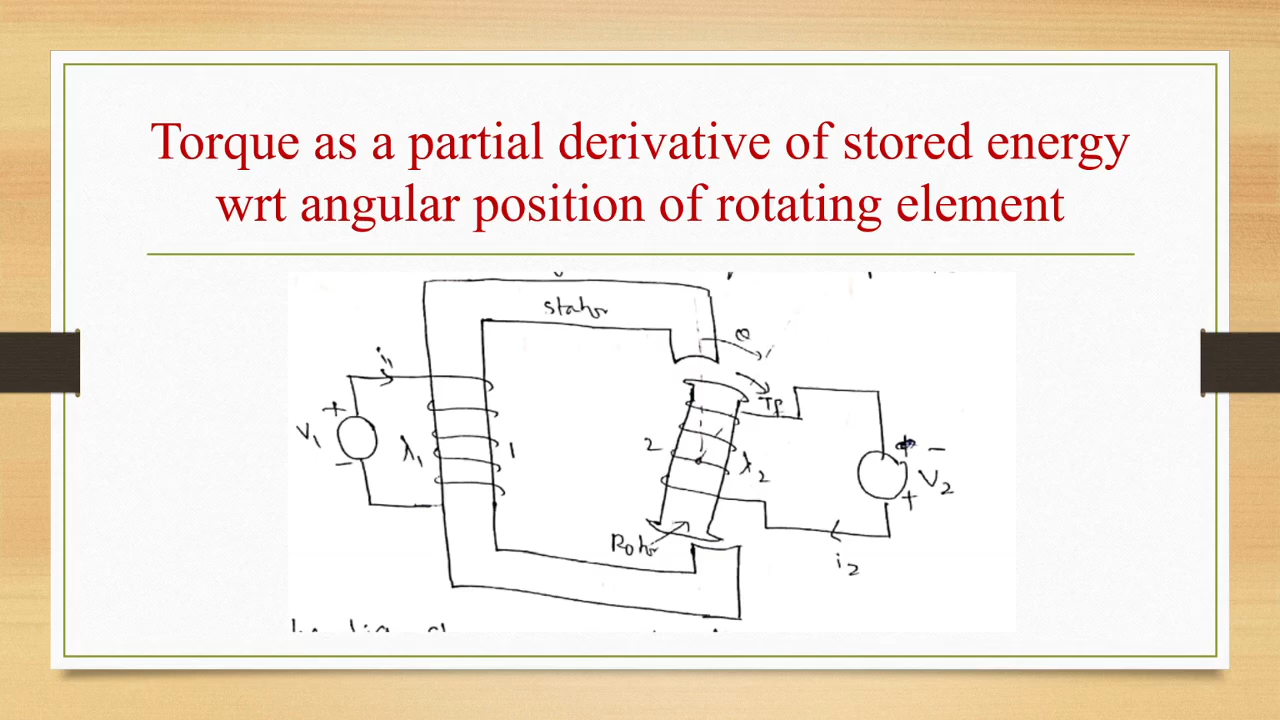 Torque as a partial derivative of stored energy
wrt angular position of rotating element
stator
θ
i1
Tf
+
V1
λ1
1
2
λ2
-
V2
-
+
Rotor
i2